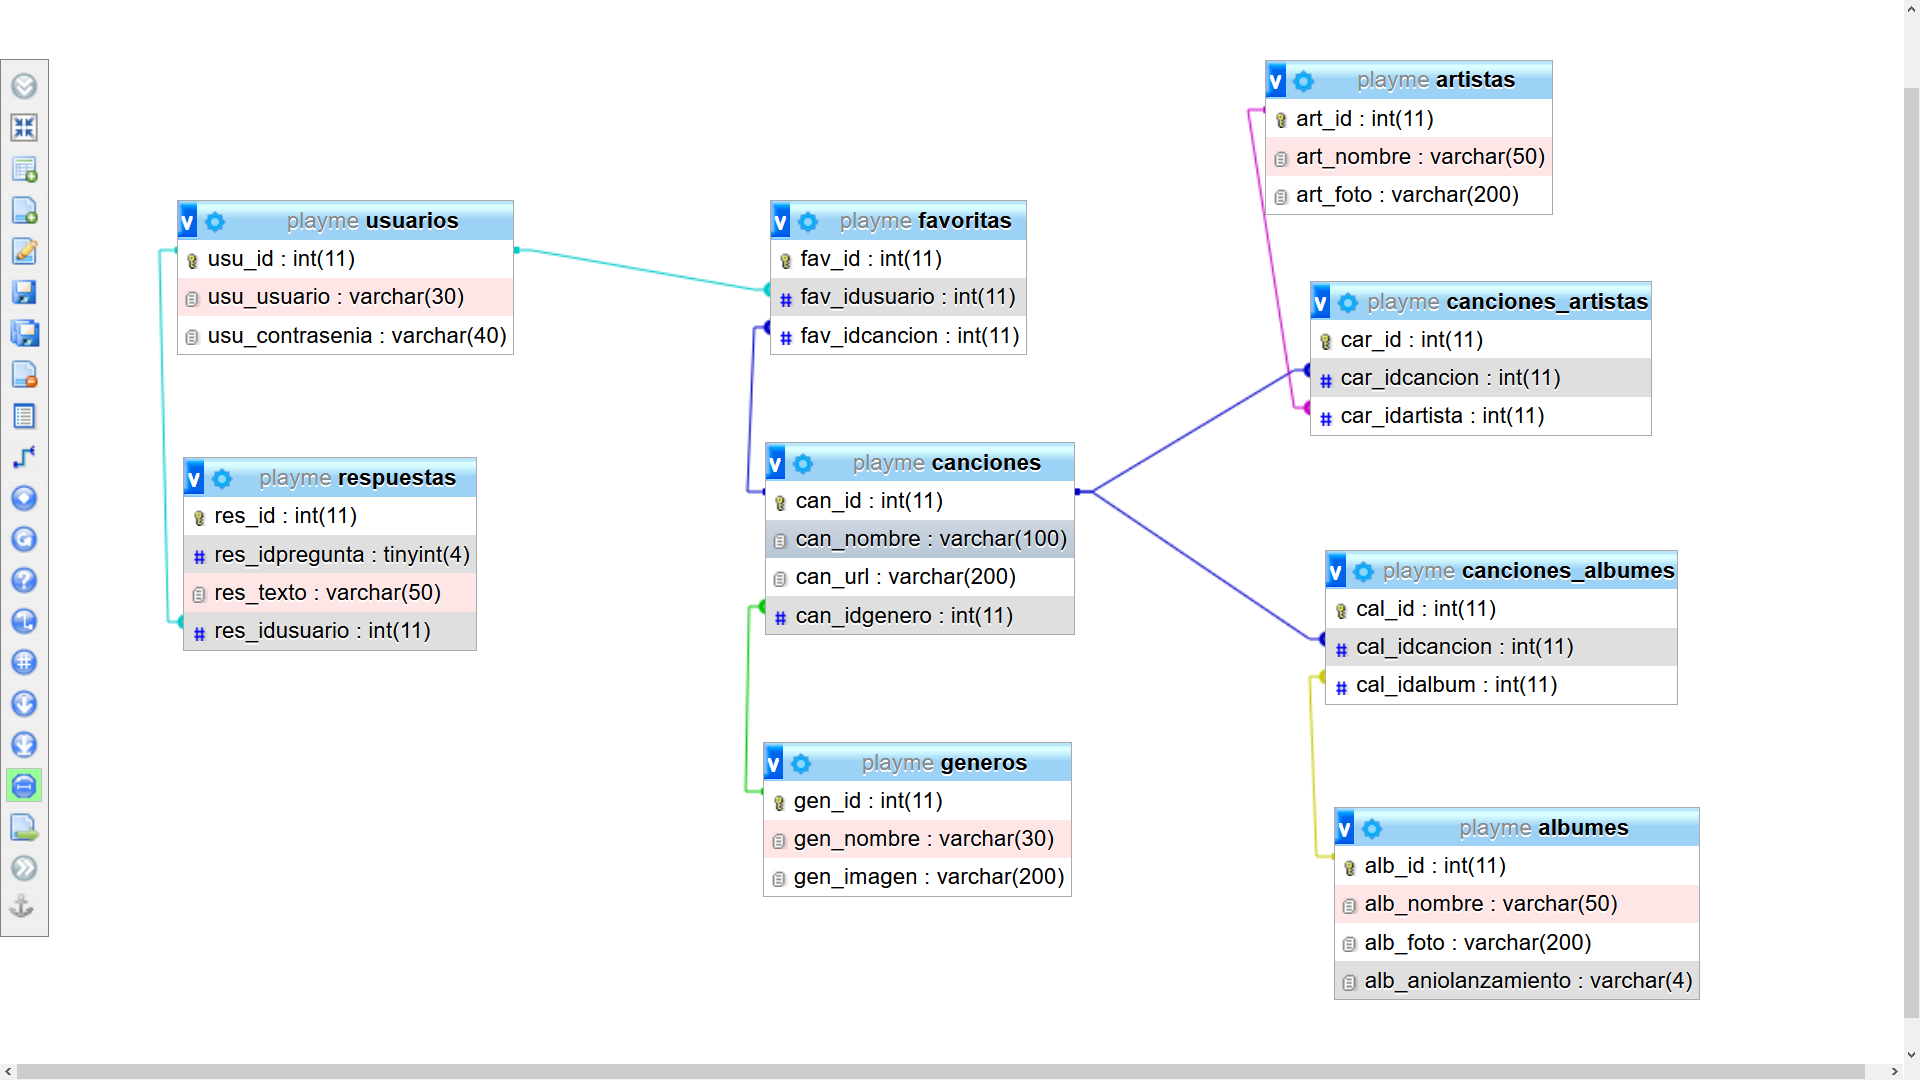 v playme usuarios
usu_id : int(11)
usu_usuario : varchar(30)
usu_contrasenia : varchar(40)
v playme respuestas
res_id : int(11)
# res_idpregunta : tinyint(4)
res_texto : varchar(50)
# res_idusuario : int(11)
v playme favoritas
fav_id : int(11)
# fav_idusuario : int(11)
# fav_idcancion : int(11)
v playme canciones
can_id : int(11)
can_nombre : varchar(100)
can_url : varchar(200)
# can_idgenero : int(11)
v playme generos
gen_id : int(11)
gen_nombre : varchar(30)
gen_imagen : varchar(200)
v playme artistas
art_id : int(11)
art_nombre : varchar(50)
art_foto : varchar(200)
v playme canciones_artistas
car_id : int(11)
# car_idcancion : int(11)
# car_idartista : int(11)
v playme canciones_albumes
cal_id : int(11)
# cal_idcancion : int(11)
# cal_idalbum : int(11)
v playme albumes
alb_id : int(11)
alb_nombre : varchar(50)
alb_foto : varchar(200)
alb_aniolanzamiento : varchar(4)